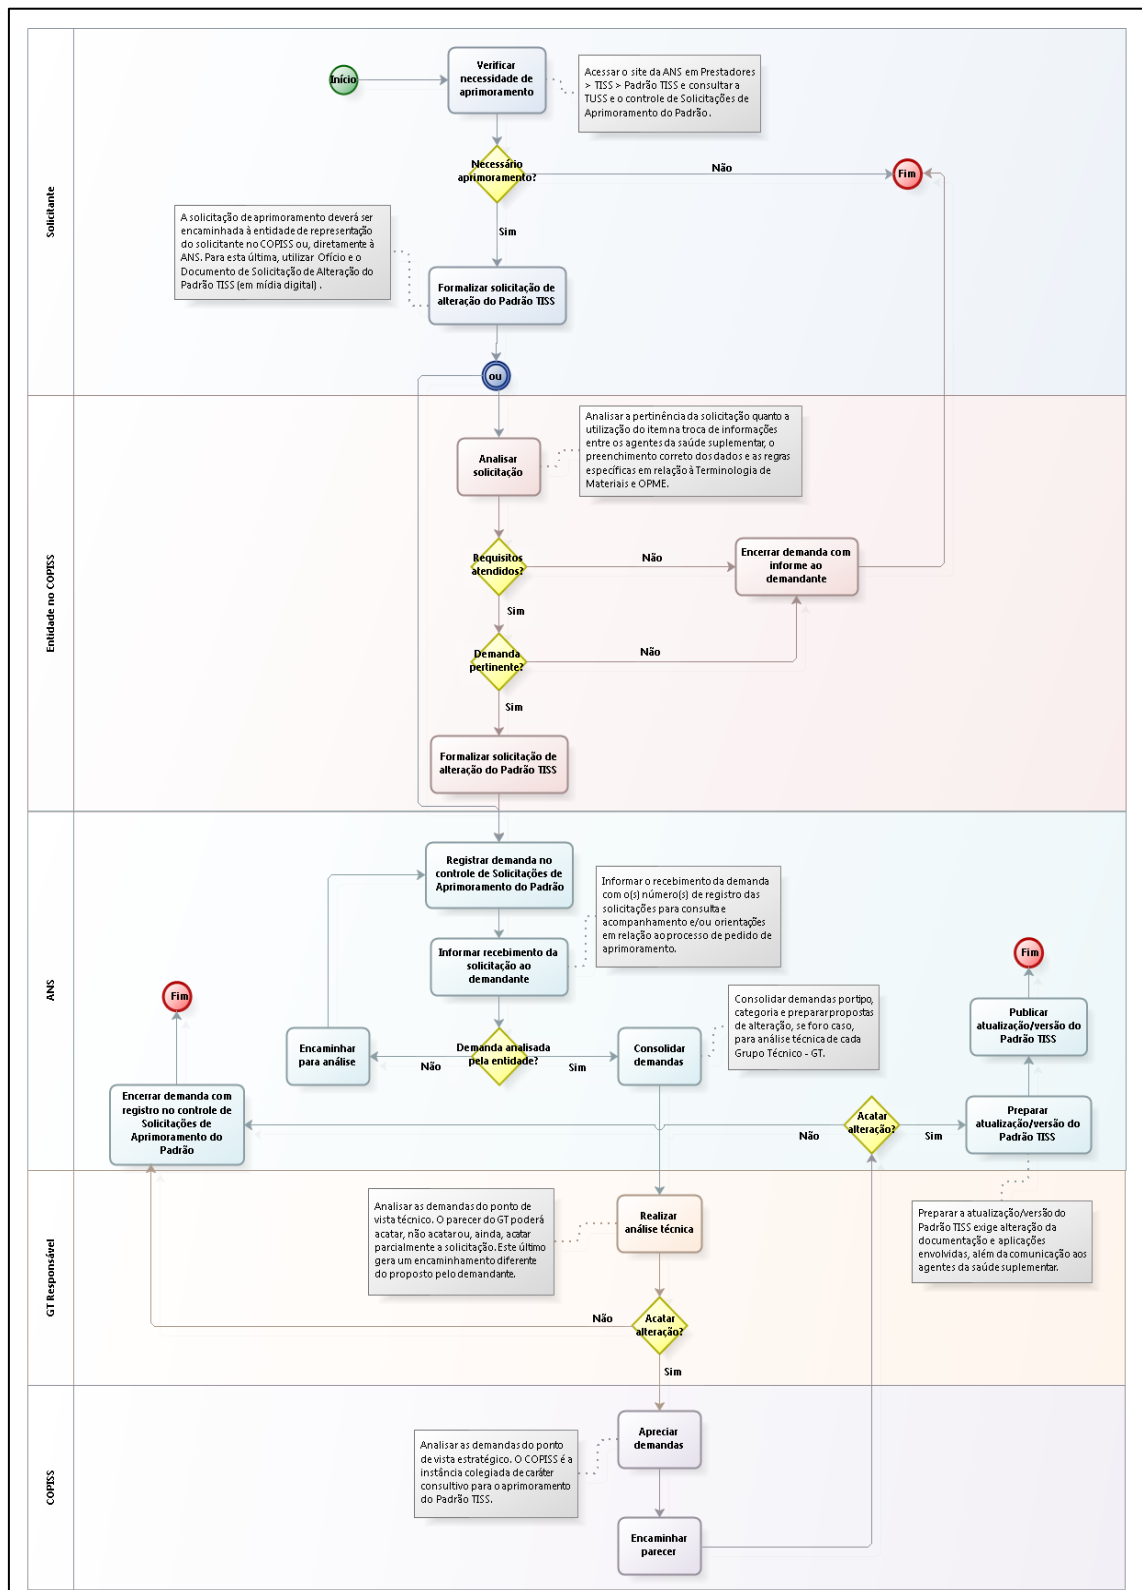 Solicitante
Início
Verificar
necessidade de
aprimoramento
Acessar o site da ANS em Prestadores
> TISS > Padrão TISS e consultar a
TUSS e o controle de Solicitações de
Aprimoramento do Padrão .
Necessário
aprimoramento?
Não
Fim
Sim
A solicitação de aprimoramento deverá ser
encaminhada à entidade de representação
do solicitante no COPISS ou, diretamente à
ANS. Para esta última, utilizar Ofício e o
Documento de Solicitação de Alteração do
Padrão TISS (em mídia digital) .
Formalizar solicitação de
alteração do Padrão TISS
ou
Entidade no COPISS
Analisar a pertinência da solicitação quanto a
utilização do item na troca de informações
entre os agentes da saúde suplementar, o
preenchimento correto dos dados e as regras
específicas em relação à Terminologia de
Materiais e OPME.
Analisar
solicitação
Requisitos
atendidos?
Não
Encerrar demanda com
informe ao
demandante
Sim
Demanda
pertinente?
Não
Sim
Formalizar solicitação de
alteração do Padrão TISS
ANS
Registrar demanda no
controle de Solicitações de
Aprimoramento do Padrão
Informar o recebimento da demanda
com o(s) número(s) de registro das
solicitações para consulta e
acompanhamento e/ou orientações
em relação ao processo de pedido de
aprimoramento.
Informar recebimento da
solicitação ao
demandante
Fim
Fim
Consolidar demandas por tipo,
categoria e preparar propostas
de alteração, se for o caso,
para análise técnica de cada
Grupo Técnico - GT.
Publicar
atualização/versão do
Padrão TISS
Encaminhar
para análise
Não
Demanda analisada
pela entidade?
Sim
Consolidar
demandas
Encerrar demanda com
registro no controle de
Solicitações de
Aprimoramento do
Padrão
Não
Acatar
alteração?
Sim
Preparar
atualização/versão do
Padrão TISS
GT Responsável
Analisar as demandas do ponto de
vista técnico. O parecer do GT poderá
acatar, não acatar ou, ainda, acatar
parcialmente a solicitação. Este último
gera um encaminhamento diferente
do proposto pelo demandante.
Realizar
análise técnica
Preparar a atualização/versão do
Padrão TISS exige alteração da
documentação e aplicações
envolvidas, além da comunicação aos
agentes da saúde suplementar.
Não
Acatar
alteração?
Sim
COPISS
Apreciar
demandas
Analisar as demandas do ponto
de vista estratégico. O COPISS é a
instância colegiada de caráter
consultivo para o aprimoramento
do Padrão TISS.
Encaminhar
parecer